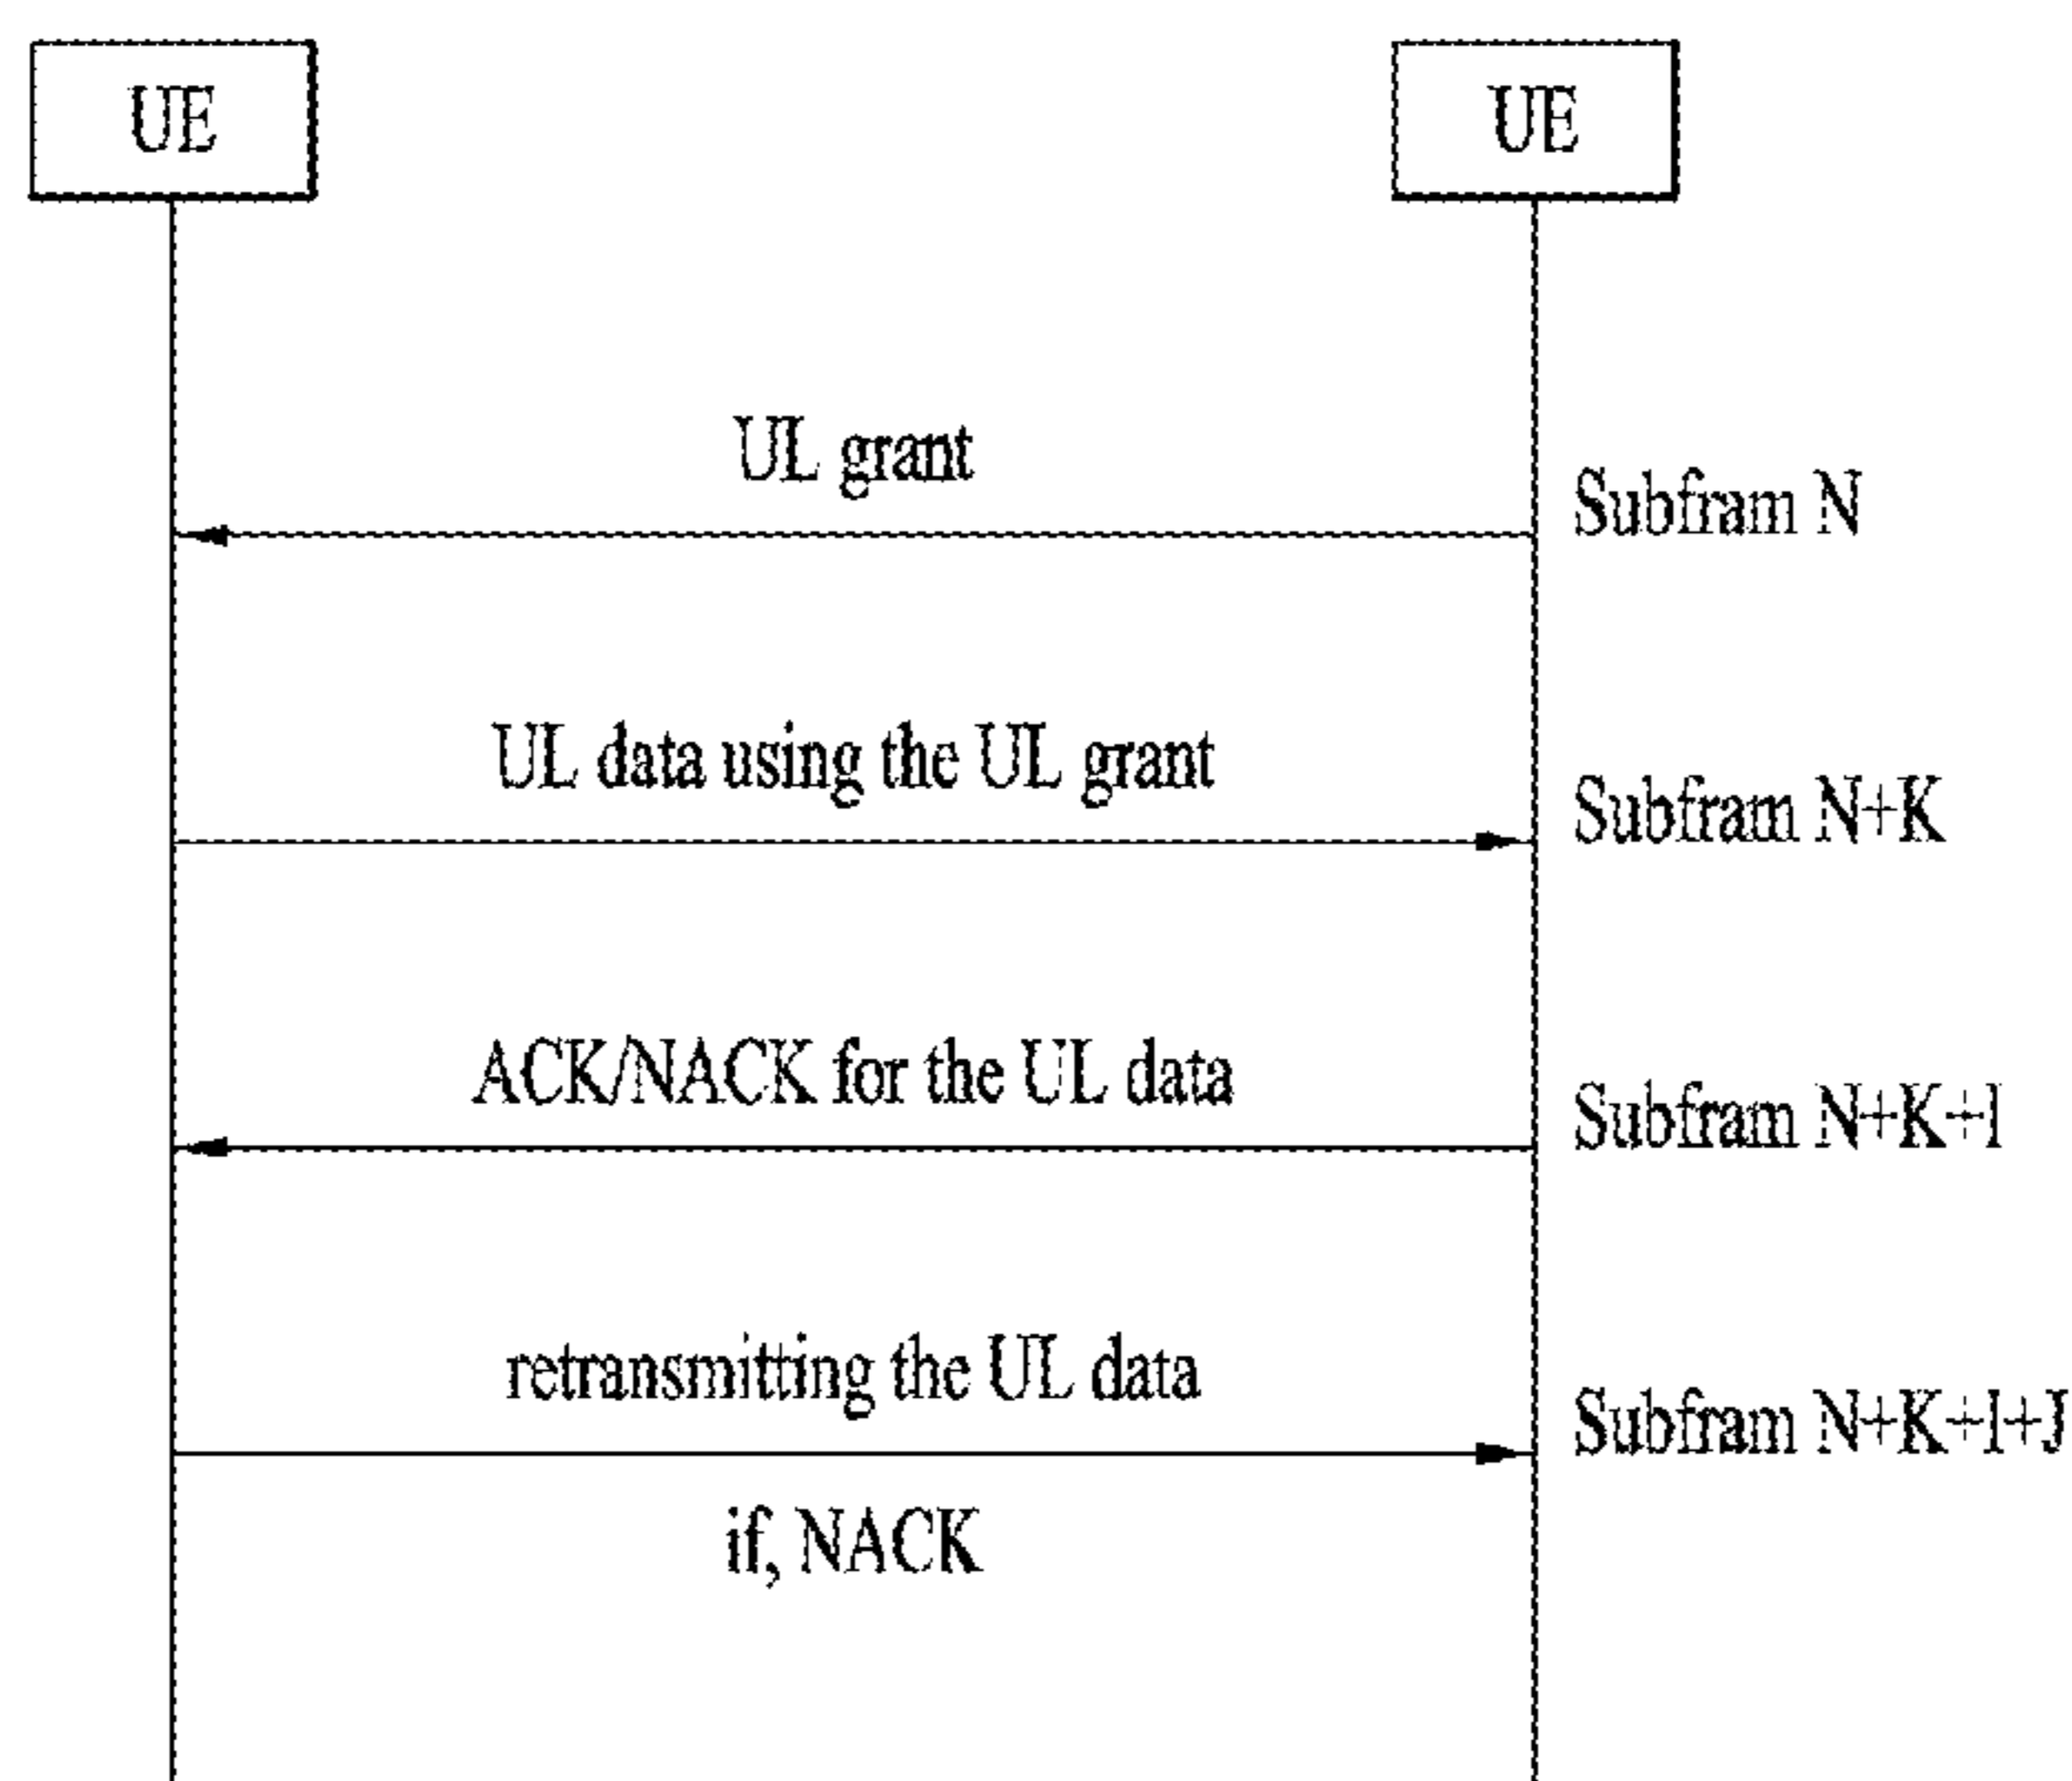 UE
UE
UL grant
Subfram N
UL data using the UL grant
Subfram N+K
ACK/NACK for the UL data
Subfram N+K+l
retransmitting the UL data
Subfram N+K+l+J
if, NACK